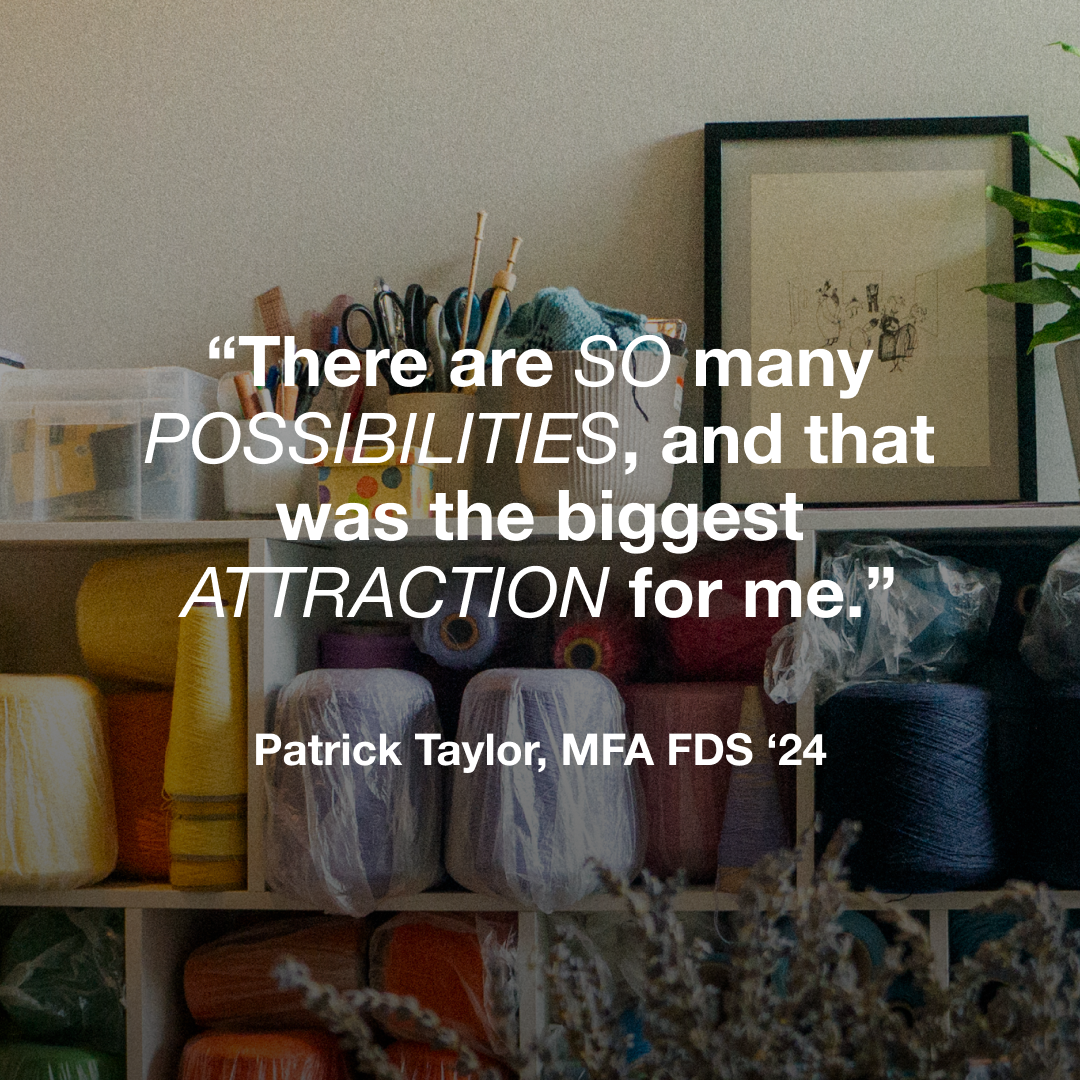 “There are SO many
POSSIBILITIES, and that
was the biggest
ATTRACTION for me.”
Patrick Taylor, MFA FDS ‘24